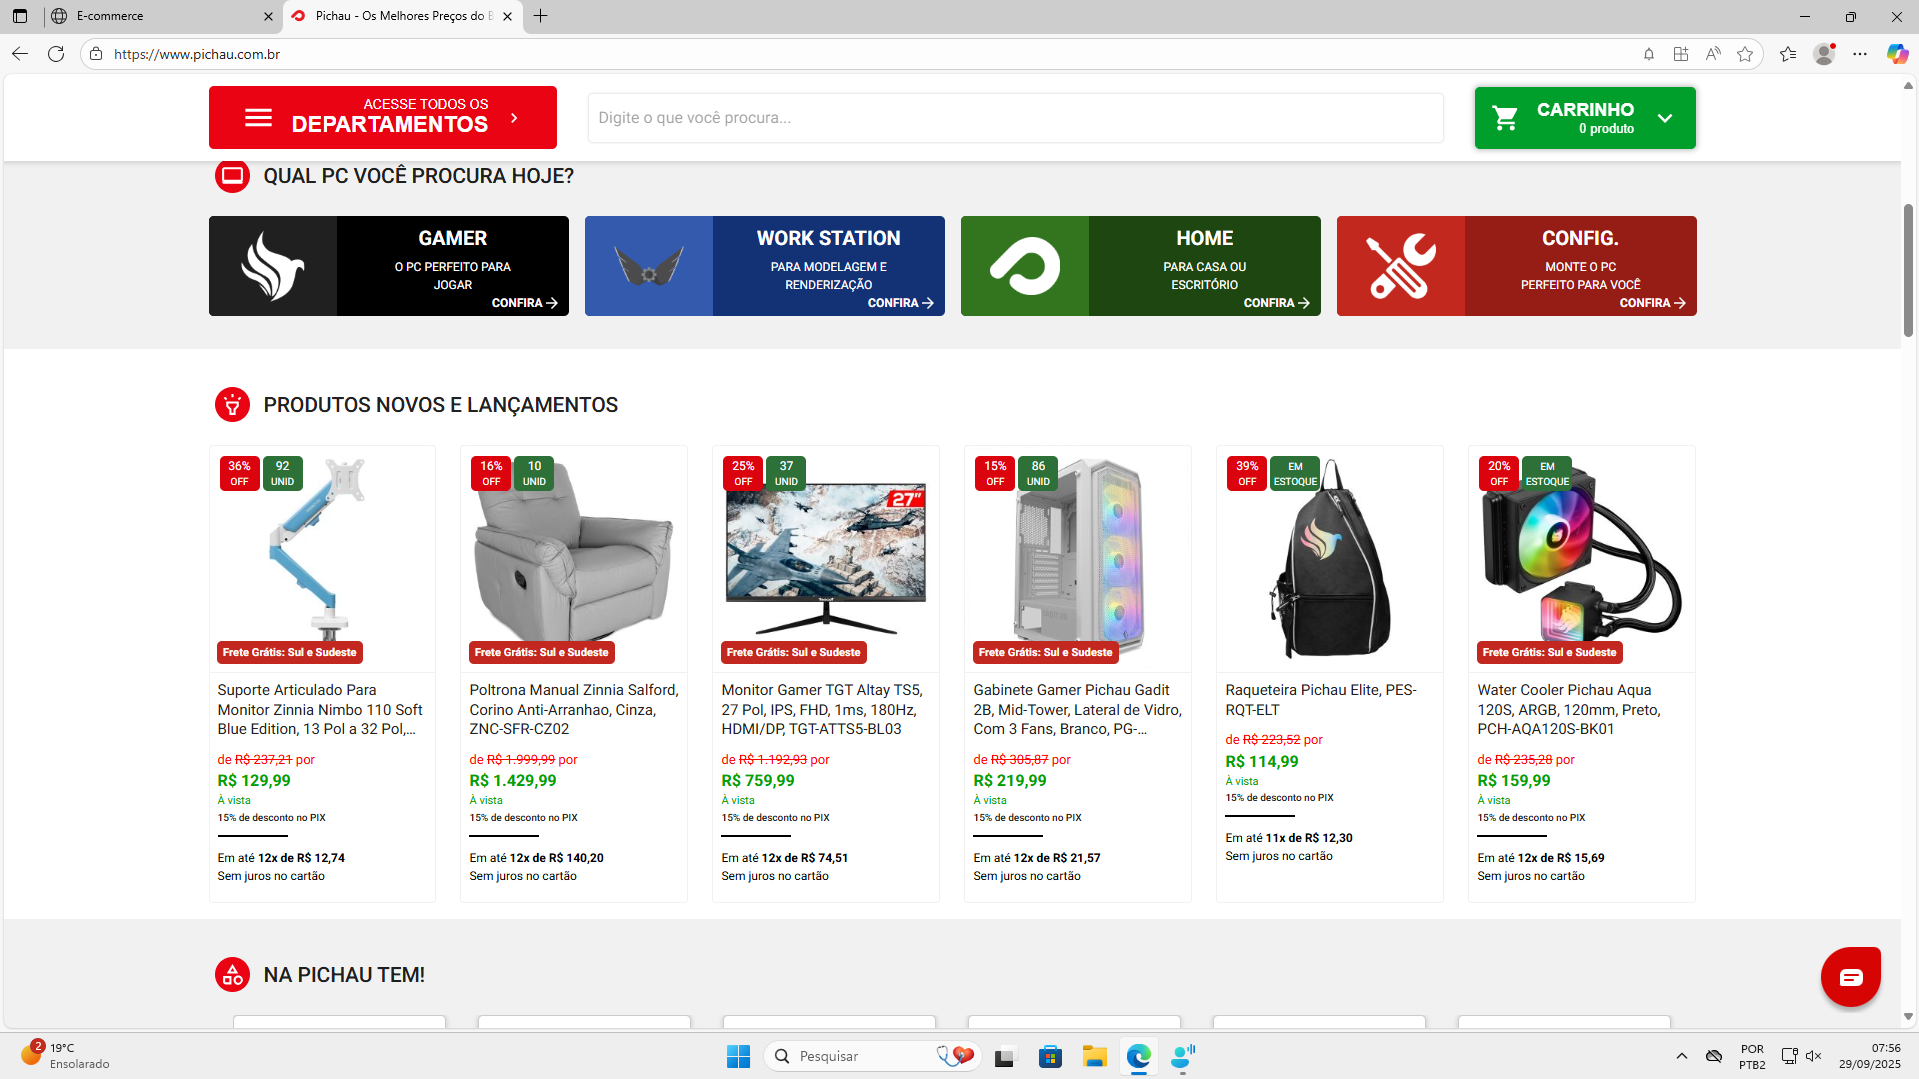 E-commerce
Pichau - Os Melhores Preços do B
https://www.pichau.com.br
ACESSE TODOS OS
DEPARTAMENTOS
Digite o que você procura...
CARRINHO
0 produto
QUAL PC VOCÊ PROCURA HOJE?
GAMER
O PC PERFEITO PARA
JOGAR
CONFIRA
WORK STATION
PARA MODELAGEM E
RENDERIZAÇÃO
CONFIRA
HOME
PARA CASA OU
ESCRITÓRIO
CONFIRA
CONFIG.
MONTE O PC
PERFEITO PARA VOCÊ
CONFIRA
PRODUTOS NOVOS E LANÇAMENTOS
36%
OFF
92
UNID
Frete Grátis: Sul e Sudeste
Suporte Articulado Para
Monitor Zinnia Nimbo 110 Soft
Blue Edition, 13 Pol a 32 Pol,...
de R$ 237,21 por
R$ 129,99
À vista
15% de desconto no PIX
Em até 12x de R$ 12,74
Sem juros no cartão
16%
OFF
10
UNID
Frete Grátis: Sul e Sudeste
Poltrona Manual Zinnia Salford,
Corino Anti-Arranhao, Cinza,
ZNC-SFR-CZ02
de R$ 1.999,99 por
R$ 1.429,99
À vista
15% de desconto no PIX
Em até 12x de R$ 140,20
Sem juros no cartão
25%
OFF
37
UNID
27"
Frete Grátis: Sul e Sudeste
Monitor Gamer TGT Altay TS5,
27 Pol, IPS, FHD, 1ms, 180Hz,
HDMI/DP, TGT-ATTS5-BL03
de R$ 1.192,93 por
R$ 759,99
À vista
15% de desconto no PIX
Em até 12x de R$ 74,51
Sem juros no cartão
15%
OFF
86
UNID
Frete Grátis: Sul e Sudeste
Gabinete Gamer Pichau Gadit
2B, Mid-Tower, Lateral de Vidro,
Com 3 Fans, Branco, PG-...
de R$ 305,87 por
R$ 219,99
À vista
15% de desconto no PIX
Em até 12x de R$ 21,57
Sem juros no cartão
39%
OFF
EM
ESTOQUE
Raqueteira Pichau Elite, PES-
RQT-ELT
de R$ 223,52 por
R$ 114,99
À vista
15% de desconto no PIX
Em até 11x de R$ 12,30
Sem juros no cartão
20%
OFF
EM
ESTOQUE
Frete Grátis: Sul e Sudeste
Water Cooler Pichau Aqua
120S, ARGB, 120mm, Preto,
PCH-AQA120S-BK01
de R$ 235,28 por
R$ 159,99
À vista
15% de desconto no PIX
Em até 12x de R$ 15,69
Sem juros no cartão
NA PICHAU TEM!
2
19°C
Ensolarado
Pesquisar
POR
PTB2
07:56
29/09/2025